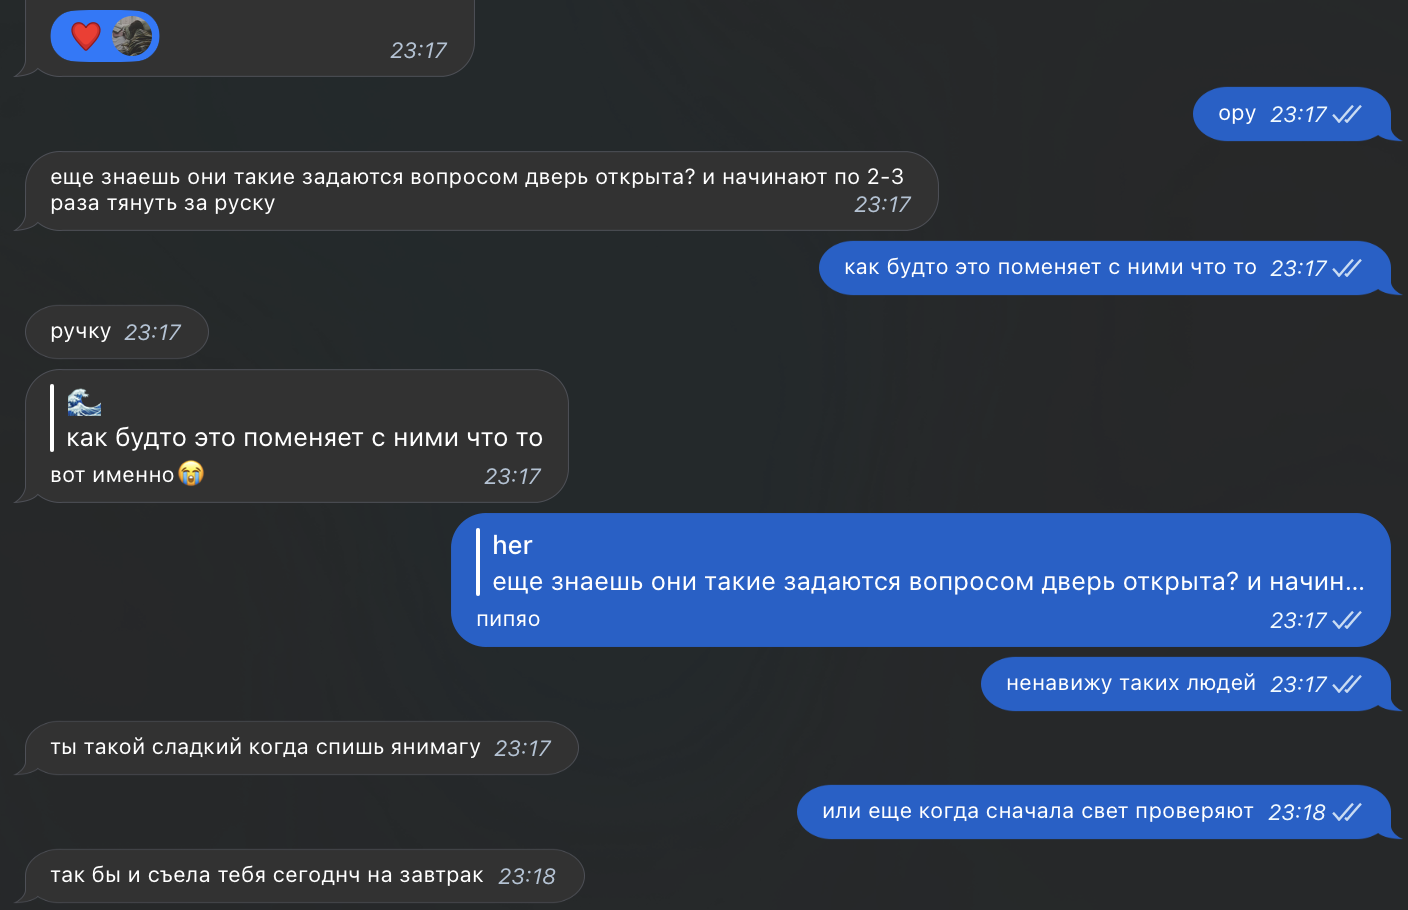 23:17
ору 23:17
еще знаешь они такие задаются вопросом дверь открыта? и начинают по 2-3
раза тянуть за руску 23:17
как будто это поменяет с ними что то 23:17
ручку 23:17
🌊
как будто это поменяет с ними что то
вот именно😭 23:17
her
еще знаешь они такие задаются вопросом дверь открыта? и начин...
пипяо 23:17
ненавижу таких людей 23:17
ты такой сладкий когда спишь янимагу 23:17
или еще когда сначала свет проверяют 23:18
так бы и съела тебя сегоднч на завтрак 23:18